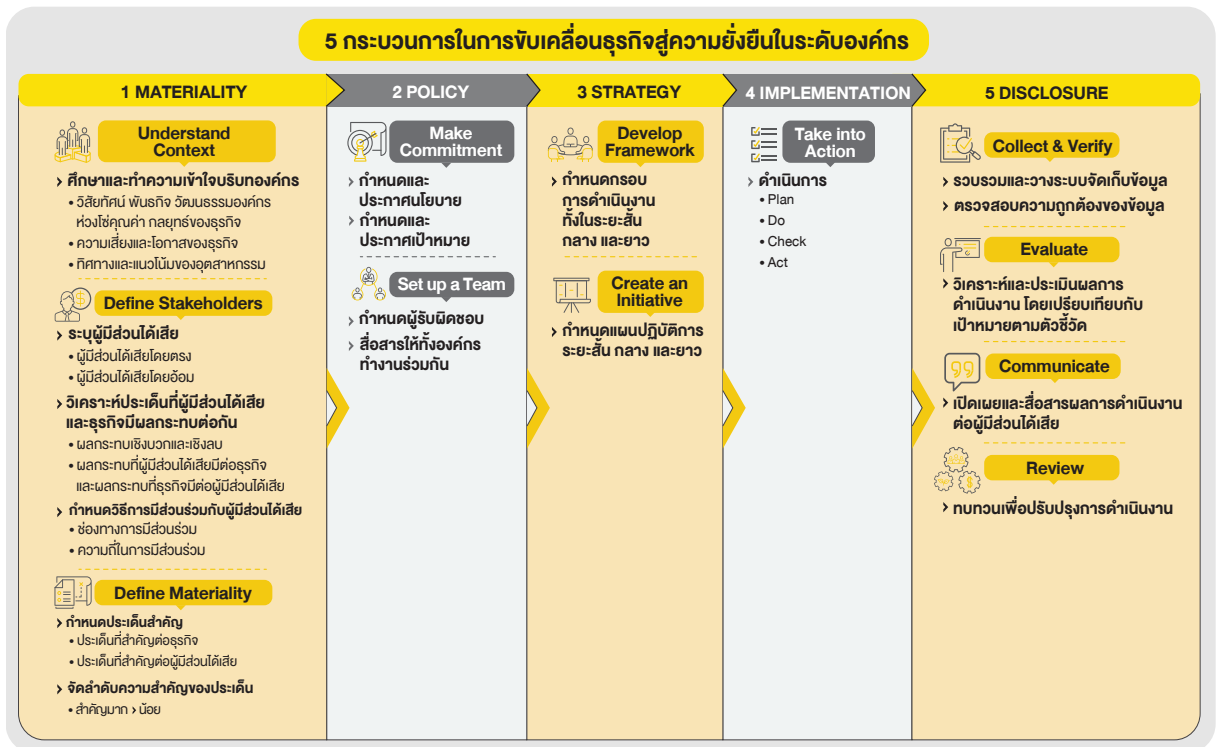 5 กระบวนการในการขับเคลื่อนธุรกิจสู่ความยั่งยืนในระดับองค์กร
1 MATERIALITY
Understand
Context
› ศึกษาและทำความเข้าใจบริบทองค์กร
• วิสัยทัศน์ พันธกิจ วัฒนธรรมองค์กร
ห่วงโซ่คุณค่า กลยุทธ์ของธุรกิจ
• ความเสี่ยงและโอกาสของธุรกิจ
• ทิศทางและแนวโน้มของอุตสาหกรรม
Define Stakeholders
› ระบุผู้มีส่วนได้เสีย
• ผู้มีส่วนได้เสียโดยตรง
• ผู้มีส่วนได้เสียโดยอ้อม
› วิเคราะห์ประเด็นที่ผู้มีส่วนได้เสีย
และธุรกิจมีผลกระทบต่อกัน
• ผลกระทบเชิงบวกและเชิงลบ
• ผลกระทบที่ผู้มีส่วนได้เสียมีต่อธุรกิจ
และผลกระทบที่ธุรกิจมีต่อผู้มีส่วนได้เสีย
› กำหนดวิธีการมีส่วนร่วมกับผู้มีส่วนได้เสีย
• ช่องทางการมีส่วนร่วม
• ความถี่ในการมีส่วนร่วม
Define Materiality
› กำหนดประเด็นสำคัญ
• ประเด็นที่สำคัญต่อธุรกิจ
• ประเด็นที่สำคัญต่อผู้มีส่วนได้เสีย
› จัดลำดับความสำคัญของประเด็น
• สำคัญมาก › น้อย
2 POLICY
Make
Commitment
› กำหนดและ
ประกาศนโยบาย
› กำหนดและ
ประกาศเป้าหมาย
Set up a Team
› กำหนดผู้รับผิดชอบ
› สื่อสารให้ทั้งองค์กร
ทำงานร่วมกัน
3 STRATEGY
Develop
Framework
› กำหนดกรอบ
การดำเนินงาน
ทั้งในระยะสั้น
กลาง และยาว
Create an
Initiative
› กำหนดแผนปฏิบัติการ
ระยะสั้น กลาง และยาว
4 IMPLEMENTATION
Take into
Action
› ดำเนินการ
• Plan
• Do
• Check
• Act
5 DISCLOSURE
Collect & Verify
› รวบรวมและวางระบบจัดเก็บข้อมูล
› ตรวจสอบความถูกต้องของข้อมูล
Evaluate
› วิเคราะห์และประเมินผลการ
ดำเนินงาน โดยเปรียบเทียบกับ
เป้าหมายตามตัวชี้วัด
Communicate
› เปิดเผยและสื่อสารผลการดำเนินงาน
ต่อผู้มีส่วนได้เสีย
Review
› ทบทวนเพื่อปรับปรุงการดำเนินงาน